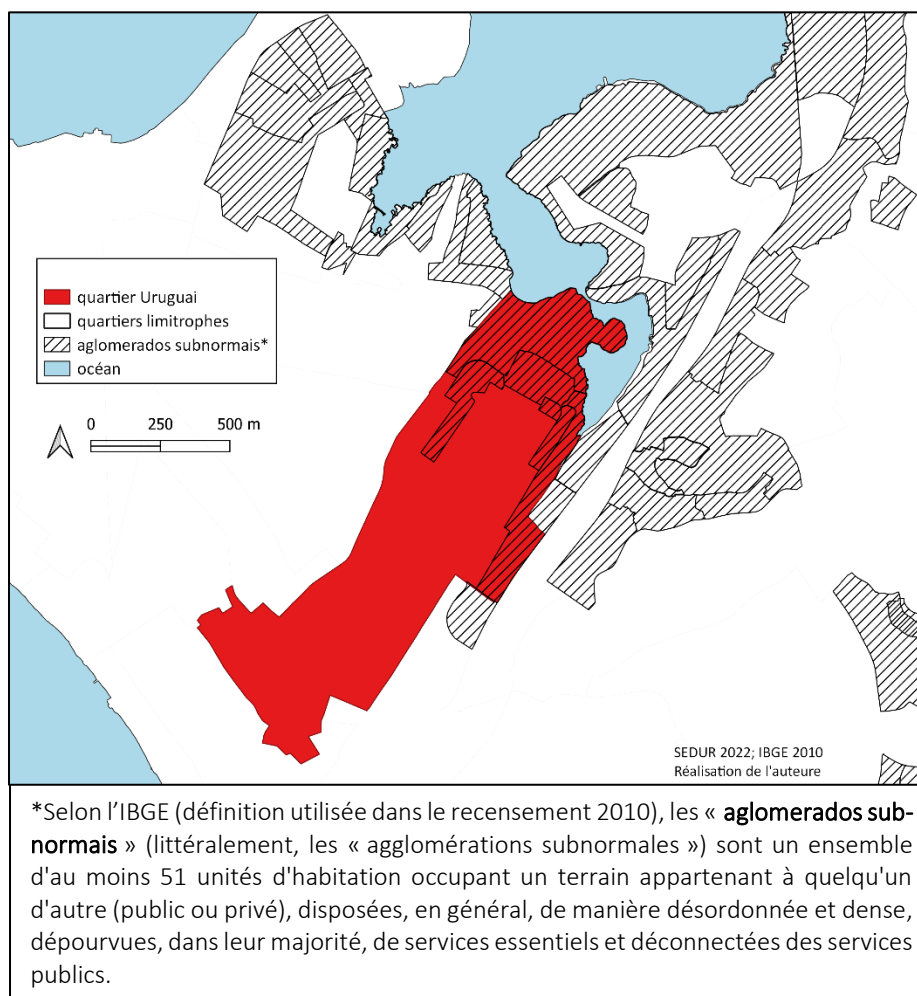 quartier Uruguai
quartiers limitrophes
aglomerados subnormais*
océan
0 250 500 m
SEDUR 2022; IBGE 2010
Réalisation de l'auteure
*Selon l’IBGE (définition utilisée dans le recensement 2010), les « aglomerados sub-
normais » (littéralement, les « agglomérations subnormales ») sont un ensemble
d'au moins 51 unités d'habitation occupant un terrain appartenant à quelqu'un
d'autre (public ou privé), disposées, en général, de manière désordonnée et dense,
dépourvues, dans leur majorité, de services essentiels et déconnectées des services
publics.